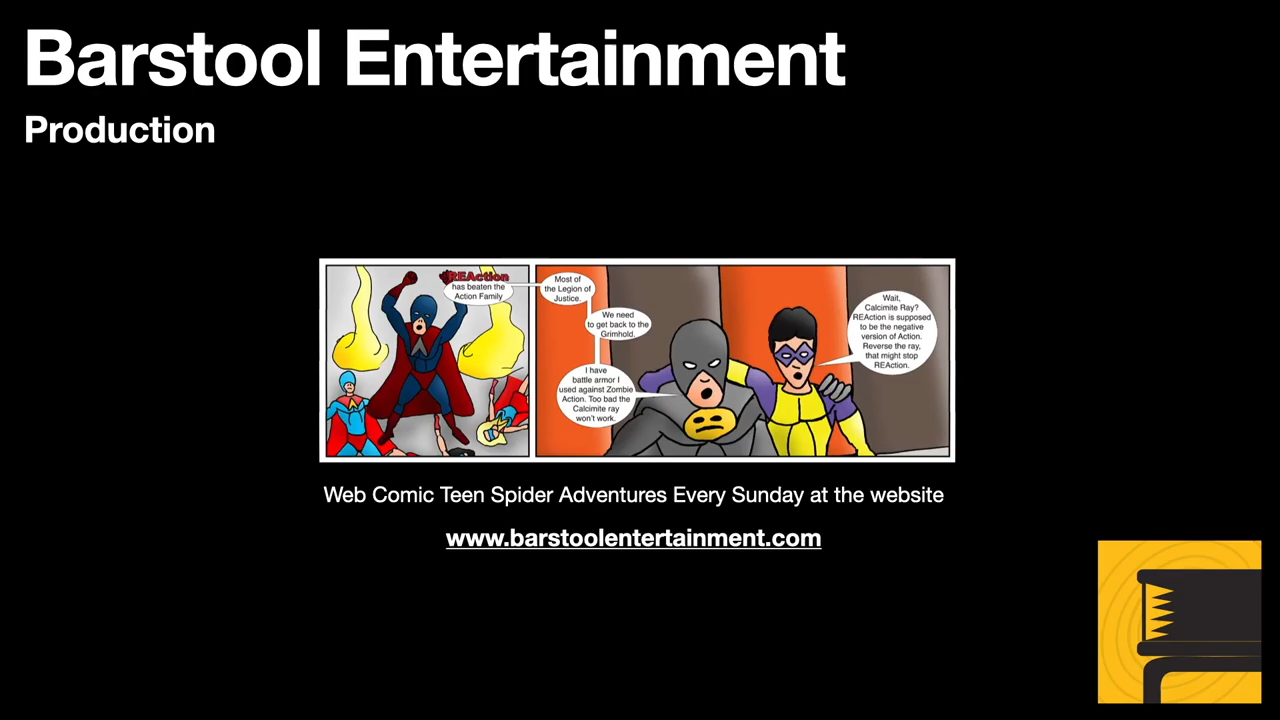 Barstool Entertainment
Production
REAction
has beaten the
Action Family
Most of
the Legion of
Justice.
We need
to get back to the
Grimhold.
I have
battle armor I
used against Zombie
Action. Too bad the
Calcimite ray
won't work.
Wait,
Calcimite Ray?
REAction is supposed
to be the negative
version of Action.
Reverse the ray,
that might stop
REAction.
Web Comic Teen Spider Adventures Every Sunday at the website
www.barstoolentertainment.com